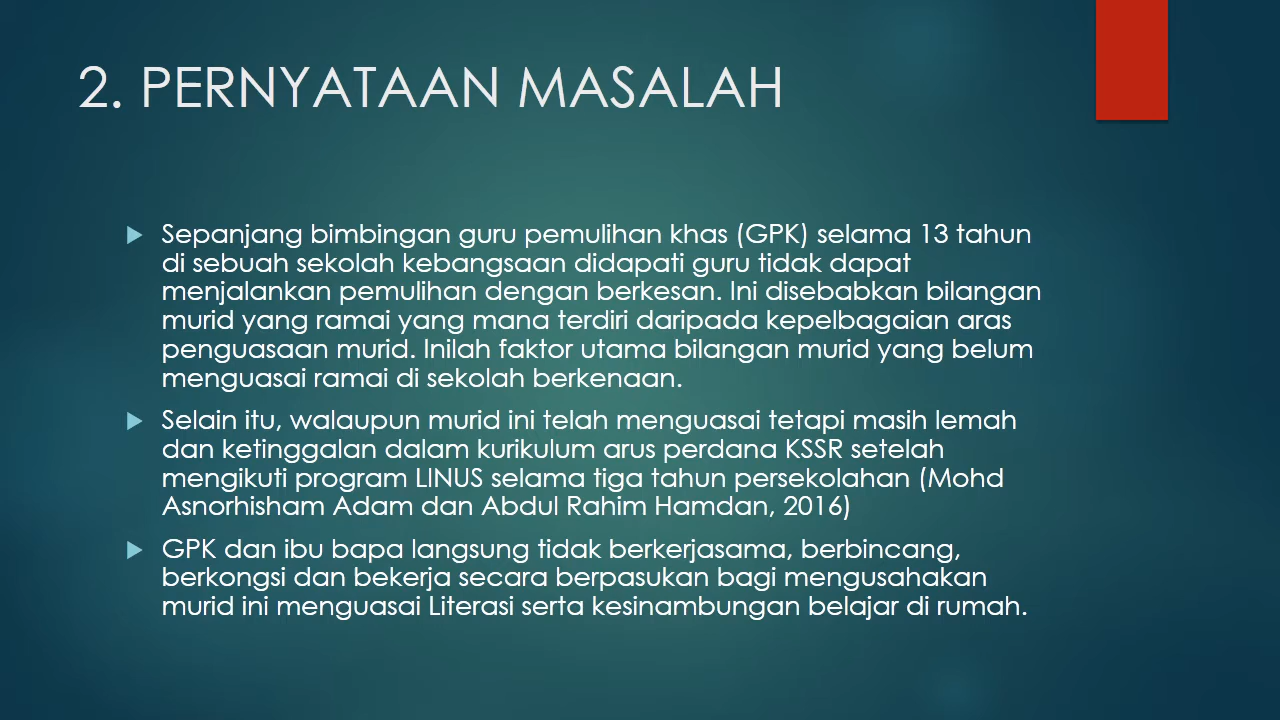 2. PERNYATAAN MASALAH
Sepanjang bimbingan guru pemulihan khas (GPK) selama 13 tahun
di sebuah sekolah kebangsaan didapati guru tidak dapat
menjalankan pemulihan dengan berkesan. Ini disebabkan bilangan
murid yang ramai yang mana terdiri daripada kepelbagaian aras
penguasaan murid. Inilah faktor utama bilangan murid yang belum
menguasai ramai di sekolah berkenaan.
Selain itu, walaupun murid ini telah menguasai tetapi masih lemah
dan ketinggalan dalam kurikulum arus perdana KSSR setelah
mengikuti program LINUS selama tiga tahun persekolahan (Mohd
Asnorhisham Adam dan Abdul Rahim Hamdan, 2016)
GPK dan ibu bapa langsung tidak berkerjasama, berbincang,
berkongsi dan bekerja secara berpasukan bagi mengusahakan
murid ini menguasai Literasi serta kesinambungan belajar di rumah.